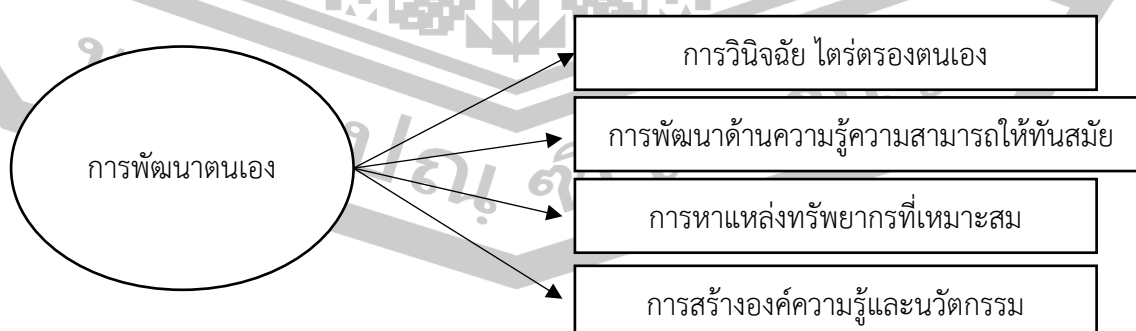 การวินิจฉัย ไตร่ตรองตนเอง
การพัฒนาด้านความรู้ความสามารถให้ทันสมัย
การพัฒนาตนเอง
การหาแหล่งทรัพยากรที่เหมาะสม
การสร้างองค์ความรู้และนวัตกรรม